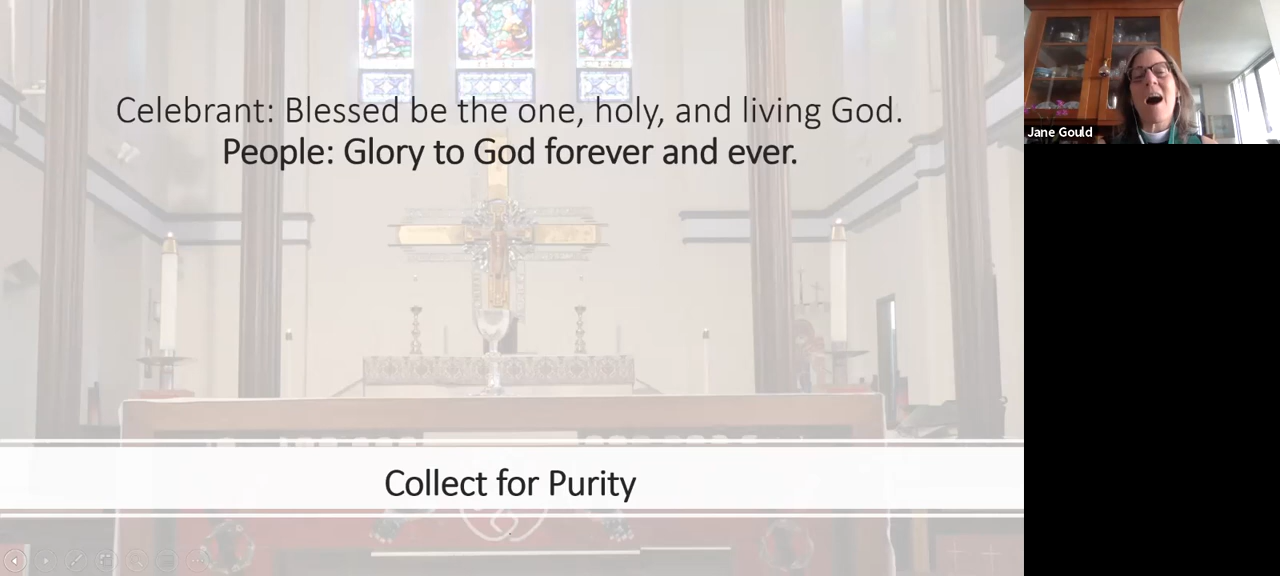 Celebrant: Blessed be the one, holy, and living God.
People: Glory to God forever and ever.
Jane Gould
Collect for Purity